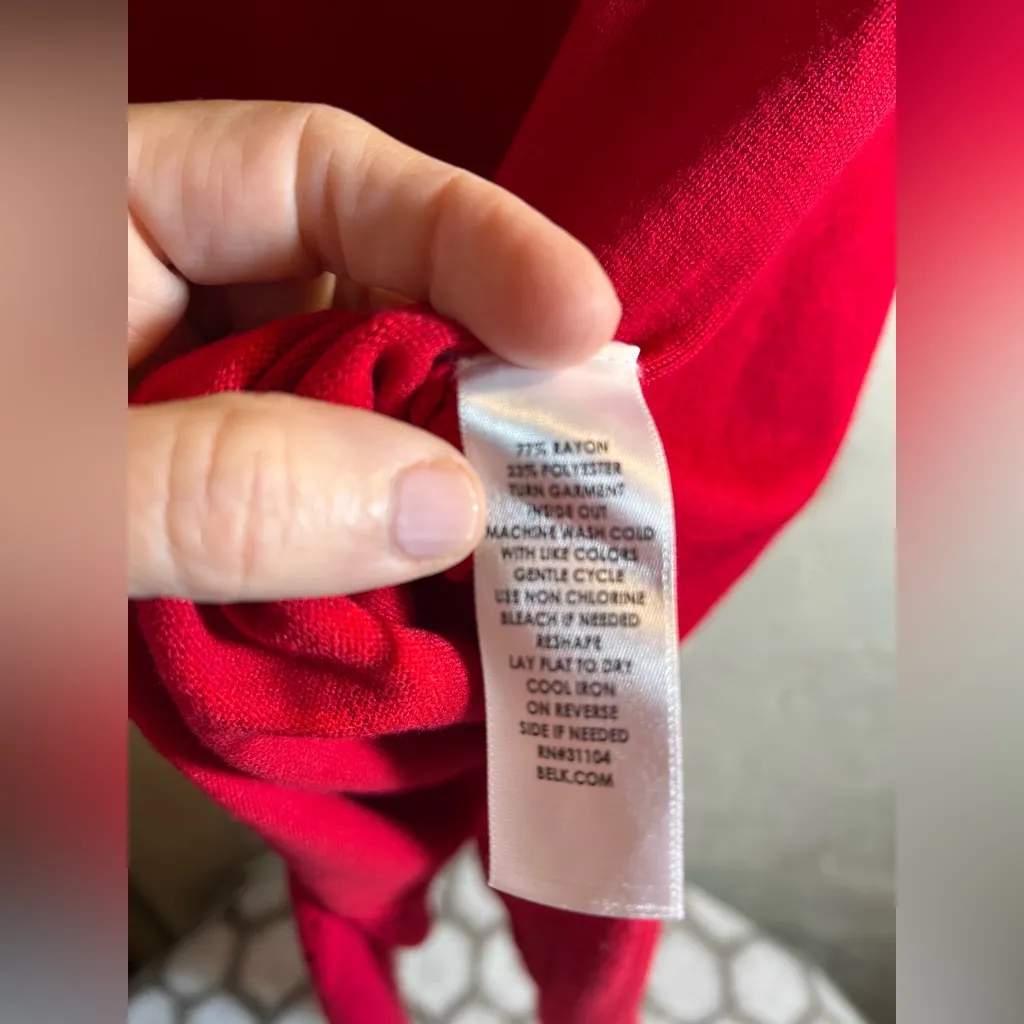 77% RAYON
23% POLYESTER
TURN GARMENT
INSIDE OUT
MACHINE WASH COLD
WITH LIKE COLORS
GENTLE CYCLE
USE NON CHLORINE
BLEACH IF NEEDED
RESHAPE
LAY FLAT TO DRY
COOL IRON
ON REVERSE
SIDE IF NEEDED
RN#31104
BELK.COM